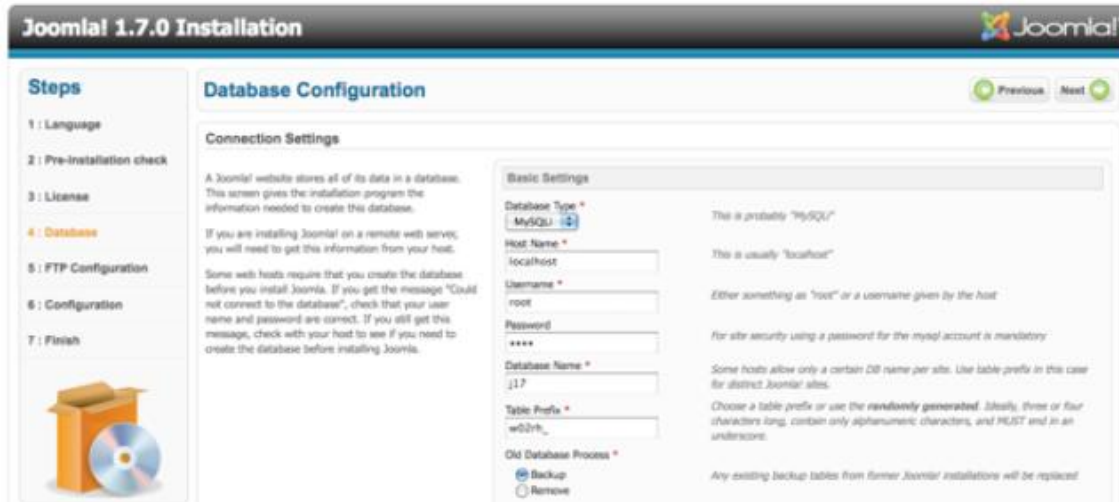 Joomla! 1.7.0 Installation
Joomla!
Steps
1 : Language
2 : Pre-installation check
3 : License
4 : Database
5 : FTP Configuration
6 : Configuration
7 : Finish
Database Configuration
Previous
Next
Connection Settings
A Joomla! website stores all of its data in a database.
This screen gives the installation program the
information needed to create this database.
If you are installing Joomla! on a remote web server,
you will need to get this information from your host.
Some web hosts require that you create the database
before you install Joomla. If you get the message "Could
not connect to the database", check that your user
name and password are correct. If you still get this
message, check with your host to see if you need to
create the database before installing Joomla.
Basic Settings
Database Type *
MySQLi
This is probably "MySQLi"
Host Name *
localhost
This is usually "localhost"
Username *
root
Either something as "root" or a username given by the host
Password
••••
For site security using a password for the mysql account is mandatory
Database Name *
j17
Some hosts allow only a certain DB name per site. Use table prefix in this case
for distinct Joomla! sites.
Table Prefix *
w02rh_
Choose a table prefix or use the randomly generated. Ideally, three or four
characters long, contain only alphanumeric characters, and MUST end in an
underscore.
Old Database Process *
Backup
Remove
Any existing backup tables from former Joomla! installations will be replaced